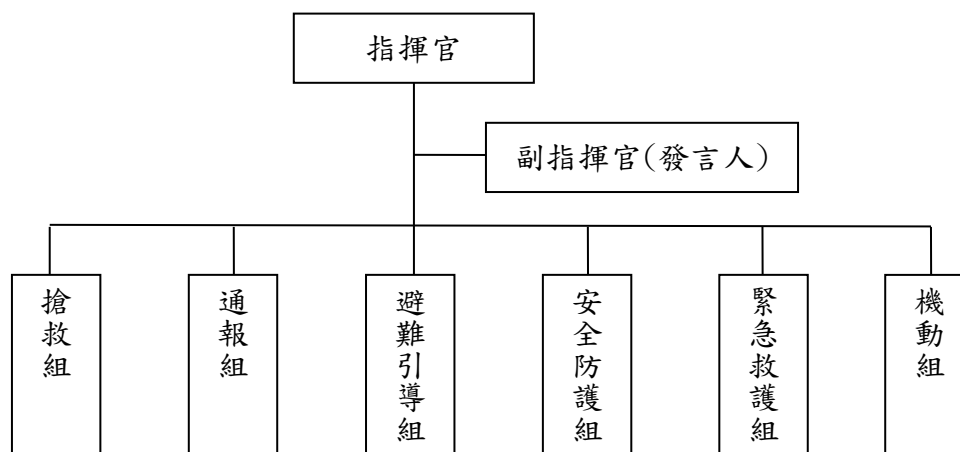 指揮官
副指揮官(發言人)
搶救組
通報組
避難引導組
安全防護組
緊急救護組
機動組